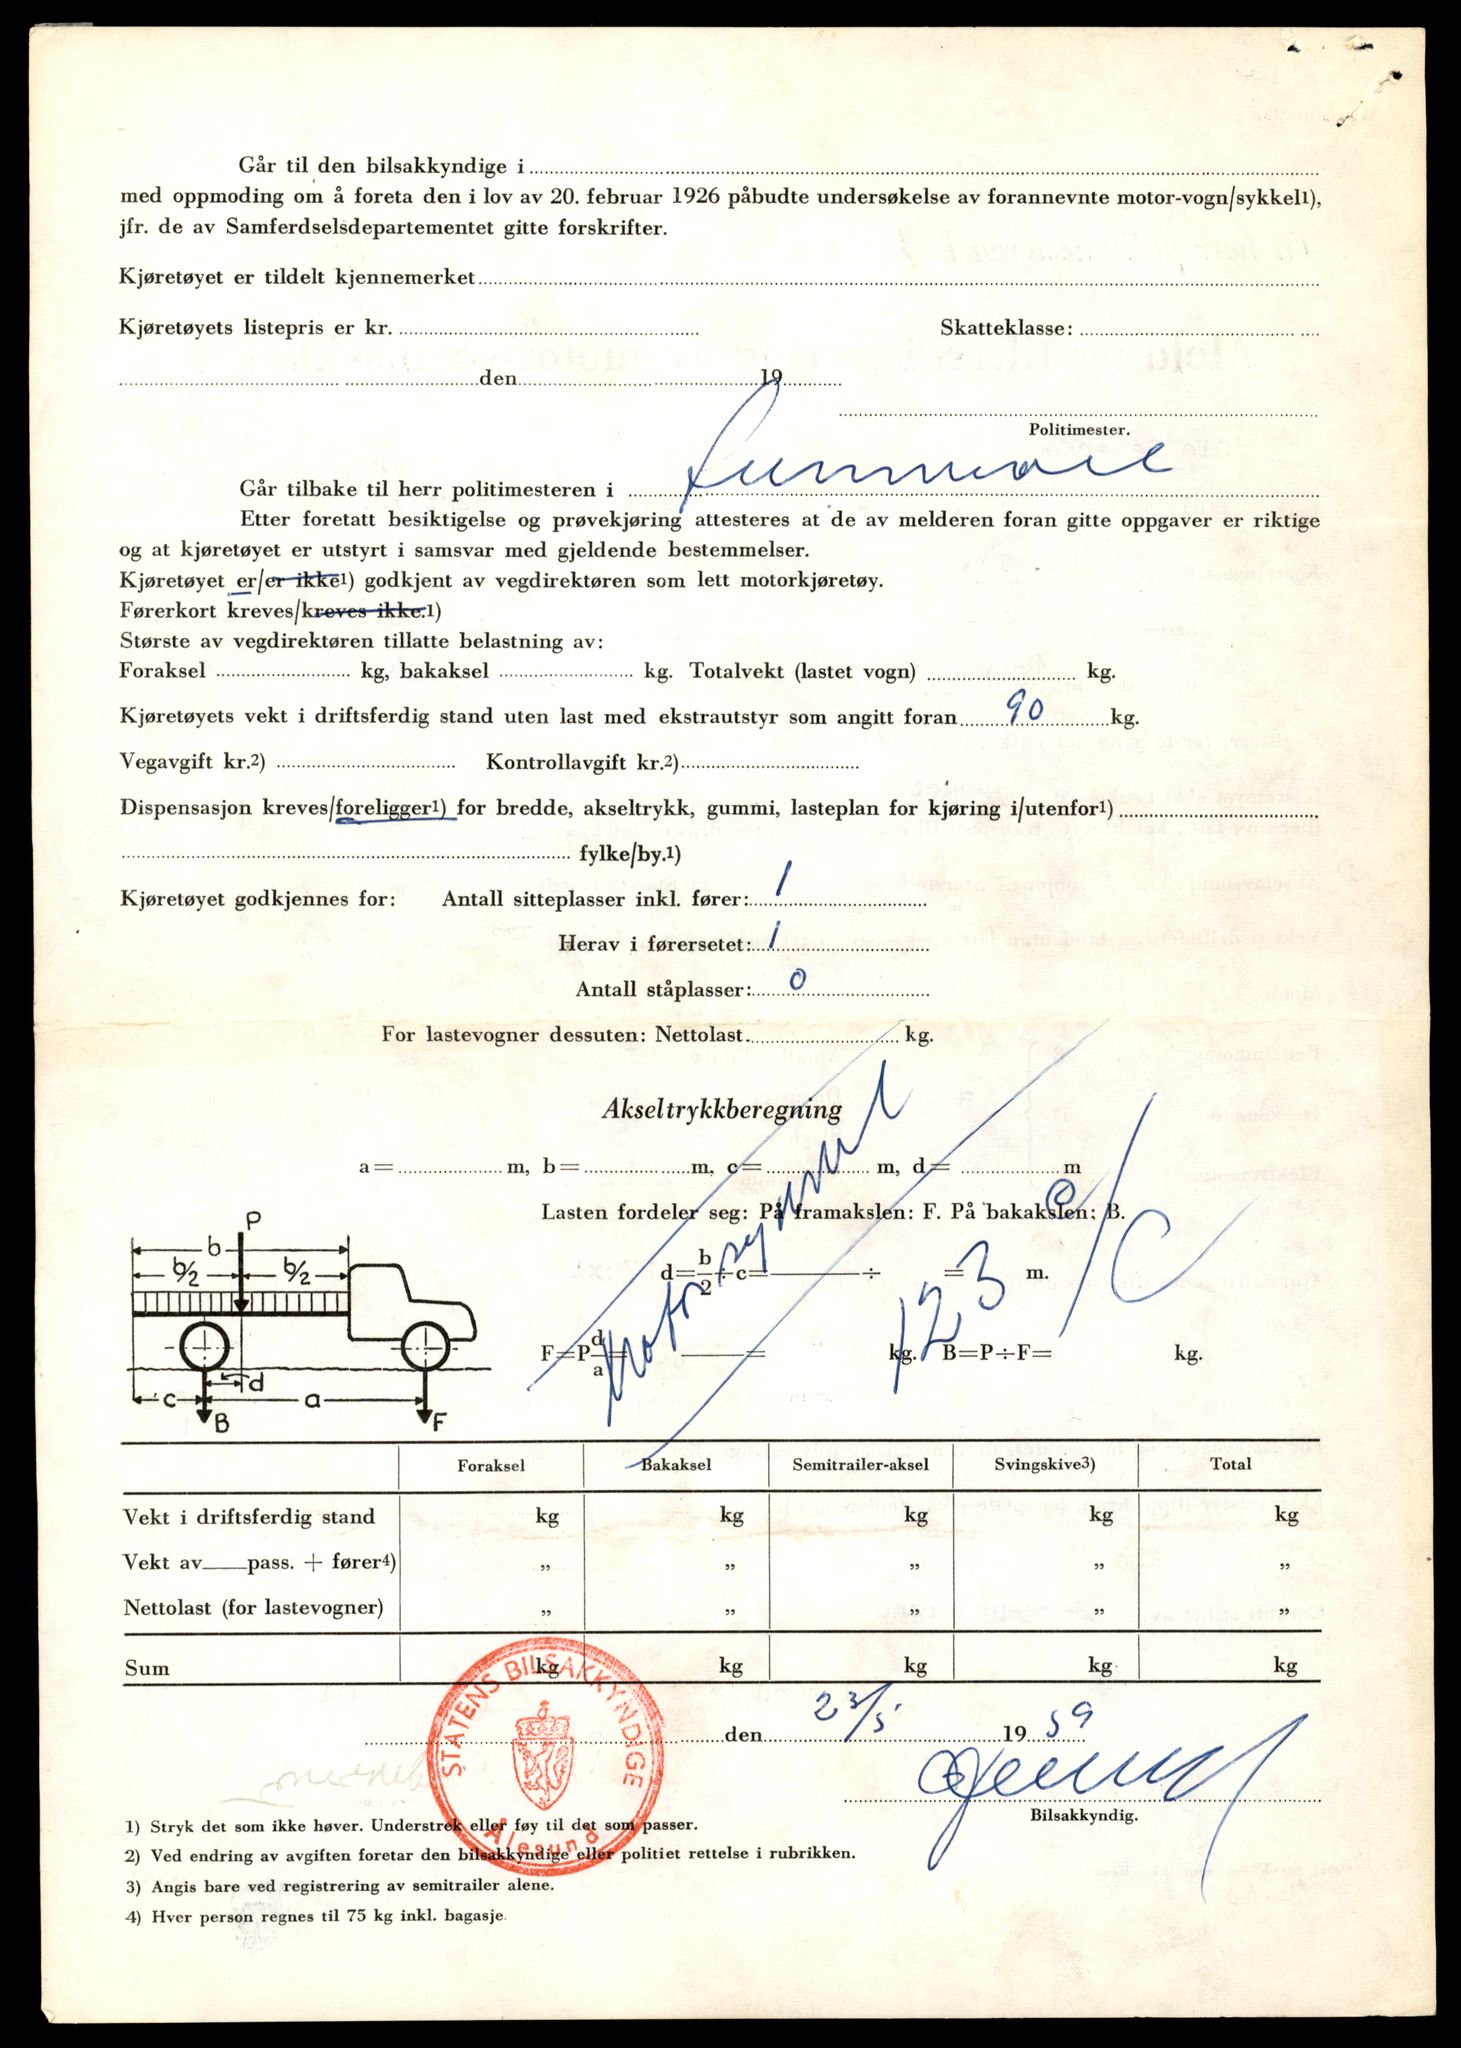 Går til den bilsakkyndige i
med oppmoding om å foreta den i lov av 20. februar 1926 påbudte undersøkelse av forannevnte motor-vogn/sykkel1),
jfr. de av Samferdselsdepartementet gitte forskrifter.
Kjøretøyet er tildelt kjennemerket
Kjøretøyets listepris er kr. Skatteklasse:
den 19
Politimester.
Går tilbake til herr politimesteren i Sunnmøre
Etter foretatt besiktigelse og prøvekjøring attesteres at de av melderen foran gitte oppgaver er riktige
og at kjøretøyet er utstyrt i samsvar med gjeldende bestemmelser.
Kjøretøyet er/er ikke1) godkjent av vegdirektøren som lett motorkjøretøy.
Førerkort kreves/kreves ikke.1)
Største av vegdirektøren tillatte belastning av:
Foraksel kg, bakaksel kg. Totalvekt (lastet vogn) kg.
Kjøretøyets vekt i driftsferdig stand uten last med ekstrautstyr som angitt foran 90 kg.
Vegavgift kr.2) Kontrollavgift kr.2)
Dispensasjon kreves/foreligger1) for bredde, akseltrykk, gummi, lasteplan for kjøring i/utenfor1)
fylke/by.1)
Kjøretøyet godkjennes for: Antall sitteplasser inkl. fører: 1
Herav i førersetet: 1
Antall ståplasser: 0
For lastevogner dessuten: Nettolast. kg.
Akseltrykkberegning
a = m, b = m, c = m, d = m
Lasten fordeler seg: På framakslen: F. På bakakslen: B.
d = b/2 ÷ c = ÷ = m.
F = P d/a = = kg. B = P ÷ F = kg.
Motorsykkel
123 C
P
b
b/2 b/2
d
c a
B F
Foraksel Bakaksel Semitrailer-aksel Svingskive3) Total
Vekt i driftsferdig stand kg kg kg kg kg
Vekt av pass. + fører4) „ „ „ „ „
Nettolast (for lastevogner) „ „ „ „ „
Sum kg kg kg kg kg
STATENS BILSAKKYNDIGE
Ålesund
den 23/5 1959
Bilsakkyndig.
1) Stryk det som ikke høver. Understrek eller føy til det som passer.
2) Ved endring av avgiften foretar den bilsakkyndige eller politiet rettelse i rubrikken.
3) Angis bare ved registrering av semitrailer alene.
4) Hver person regnes til 75 kg inkl. bagasje.